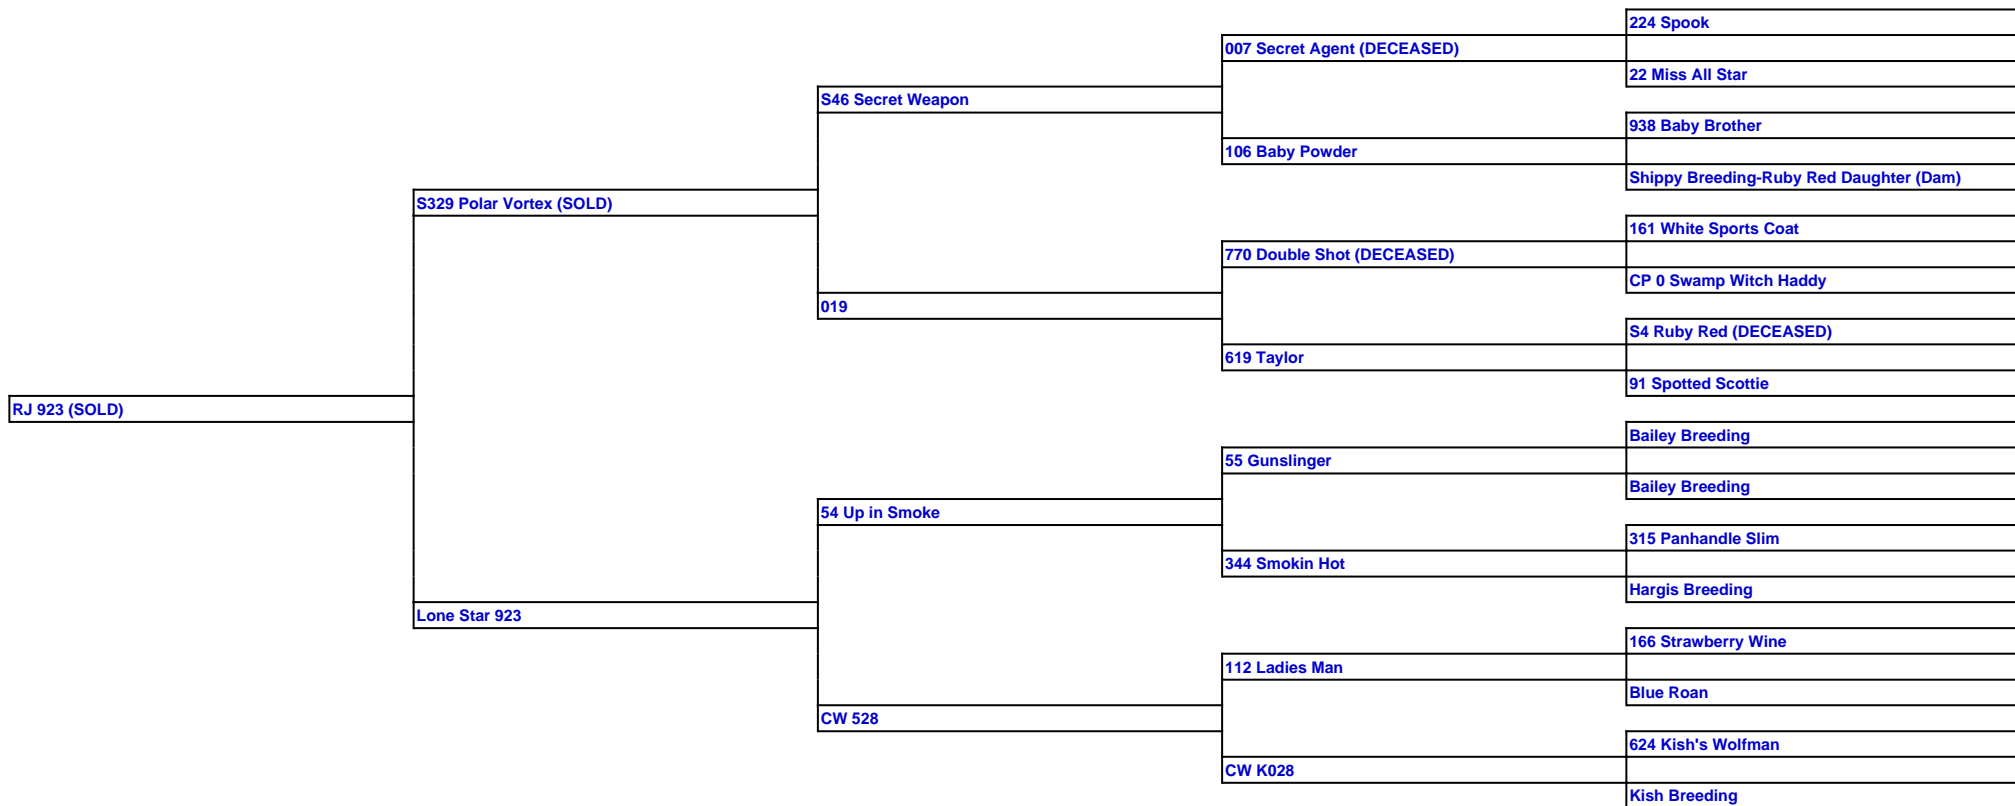 224 Spook
007 Secret Agent (DECEASED)
22 Miss All Star
S46 Secret Weapon
938 Baby Brother
106 Baby Powder
Shippy Breeding-Ruby Red Daughter (Dam)
S329 Polar Vortex (SOLD)
161 White Sports Coat
770 Double Shot (DECEASED)
CP 0 Swamp Witch Haddy
019
S4 Ruby Red (DECEASED)
619 Taylor
91 Spotted Scottie
RJ 923 (SOLD)
Bailey Breeding
55 Gunslinger
Bailey Breeding
54 Up in Smoke
315 Panhandle Slim
344 Smokin Hot
Hargis Breeding
Lone Star 923
166 Strawberry Wine
112 Ladies Man
Blue Roan
CW 528
624 Kish's Wolfman
CW K028
Kish Breeding